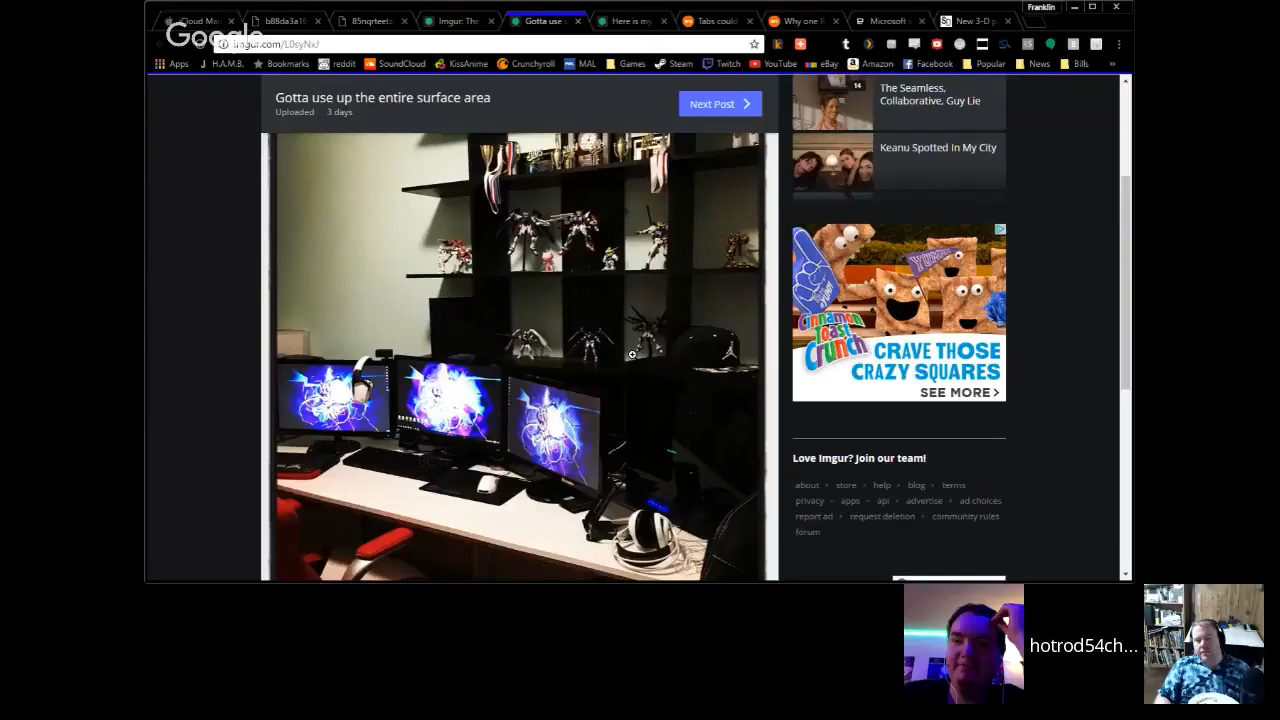 Franklin
iCloud Ma
b88da3a16
85nqrteetz
Imgur: The
Gotta use u
Here is my
Tabs could
Why one R
Microsoft
New 3-D p
Google
imgur.com/L0syNxJ
Apps
H.A.M.B.
Bookmarks
reddit
SoundCloud
KissAnime
Crunchyroll
MAL
Games
Steam
Twitch
YouTube
eBay
Amazon
Facebook
Popular
News
Bills
Gotta use up the entire surface area
Uploaded 3 days
Next Post
14
The Seamless,
Collaborative, Guy Lie
Keanu Spotted In My City
YUM
Cinnamon
Toast
Crunch
CRAVE THOSE
CRAZY SQUARES
SEE MORE
Love Imgur? Join our team!
about • store • help • blog • terms
privacy • apps • api • advertise • ad choices
report ad • request deletion • community rules
forum
hotrod54ch...